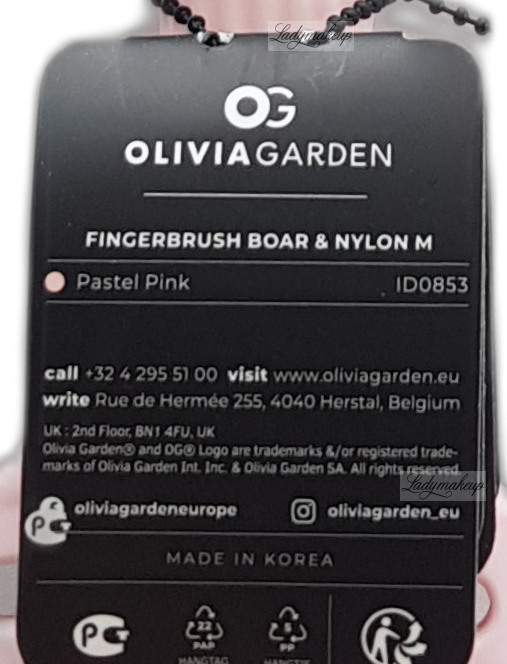 Ladymakeup
OG
OLIVIAGARDEN
FINGERBRUSH BOAR & NYLON M
Pastel Pink ID0853
call +32 4 295 51 00 visit www.oliviagarden.eu
write Rue de Hermée 255, 4040 Herstal, Belgium
UK : 2nd Floor, BN1 4FU, UK
Olivia Garden® and OG® Logo are trademarks &/or registered trade-
marks of Olivia Garden Int. Inc. & Olivia Garden SA. All rights reserved.
Ladymakeup
oliviagardeneurope oliviagarden_eu
MADE IN KOREA
22 5
PAP PP
HANGTAG